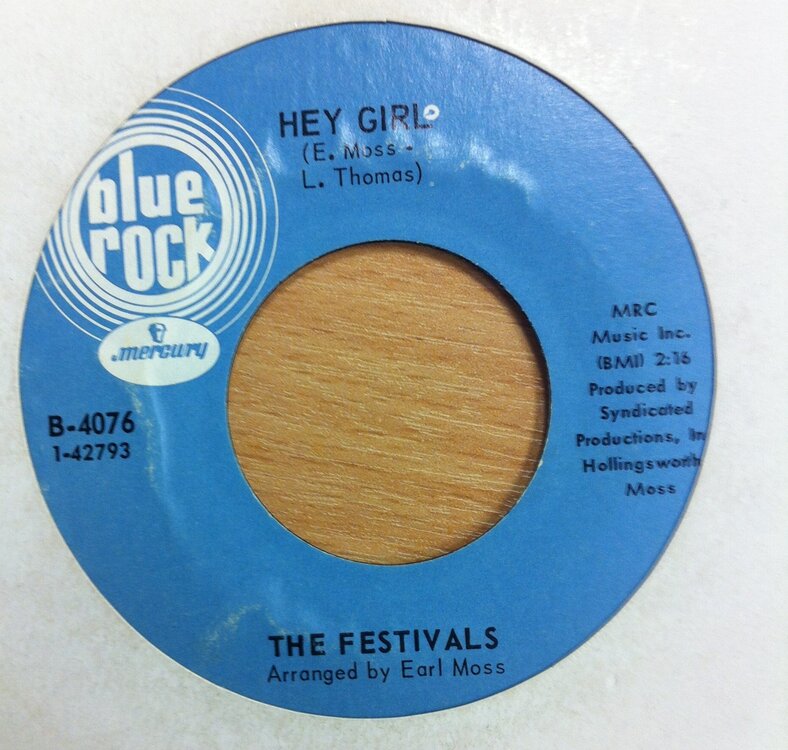 HEY GIRL
(E. Moss -
L. Thomas)
blue
rock
mercury
B-4076
1-42793
MRC
Music Inc.
(BMI) 2:16
Produced by
Syndicated
Productions, In
Hollingsworth
Moss
THE FESTIVALS
Arranged by Earl Moss